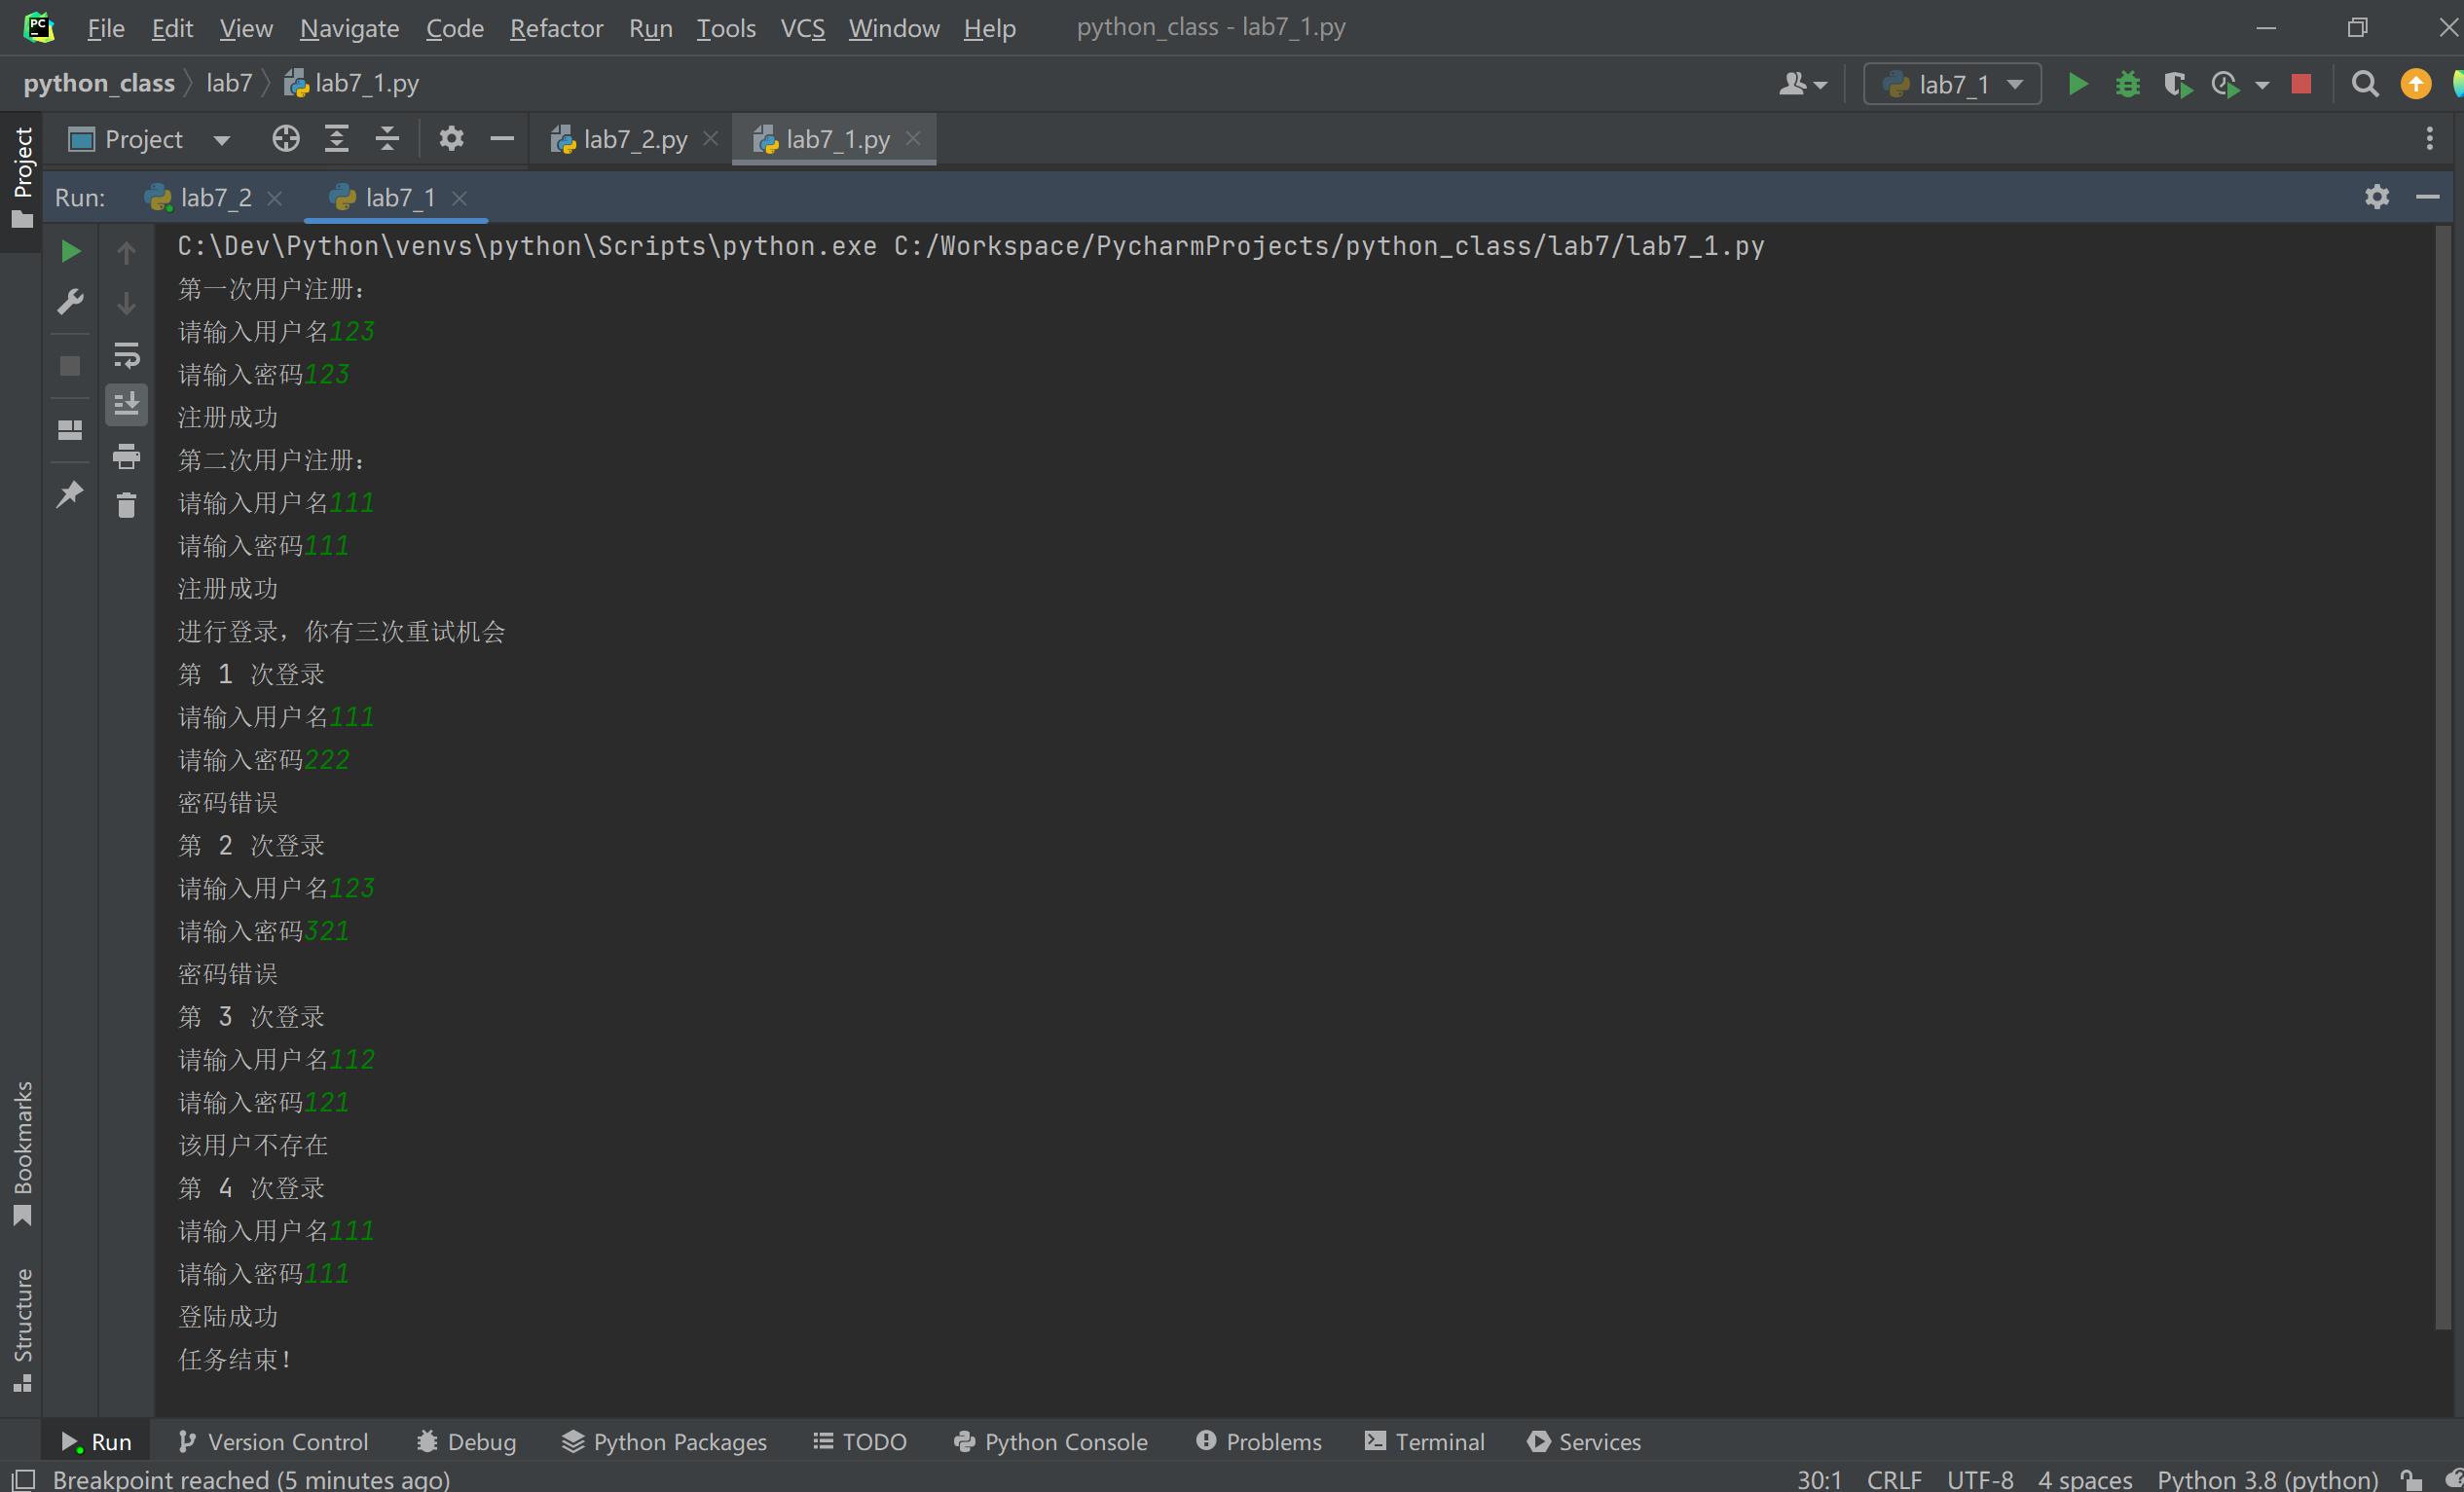 File Edit View Navigate Code Refactor Run Tools VCS Window Help python_class - lab7_1.py
python_class lab7 lab7_1.py lab7_1
Project lab7_2.py lab7_1.py
Run: lab7_2 lab7_1
Project
C:\Dev\Python\venvs\python\Scripts\python.exe C:/Workspace/PycharmProjects/python_class/lab7/lab7_1.py
第一次用户注册：
请输入用户名123
请输入密码123
注册成功
第二次用户注册：
请输入用户名111
请输入密码111
注册成功
进行登录，你有三次重试机会
第 1 次登录
请输入用户名111
请输入密码222
密码错误
第 2 次登录
请输入用户名123
请输入密码321
密码错误
第 3 次登录
请输入用户名112
请输入密码121
该用户不存在
第 4 次登录
请输入用户名111
请输入密码111
登陆成功
任务结束！
Bookmarks
Structure
Run Version Control Debug Python Packages TODO Python Console Problems Terminal Services
Breakpoint reached (5 minutes ago) 30:1 CRLF UTF-8 4 spaces Python 3.8 (python)